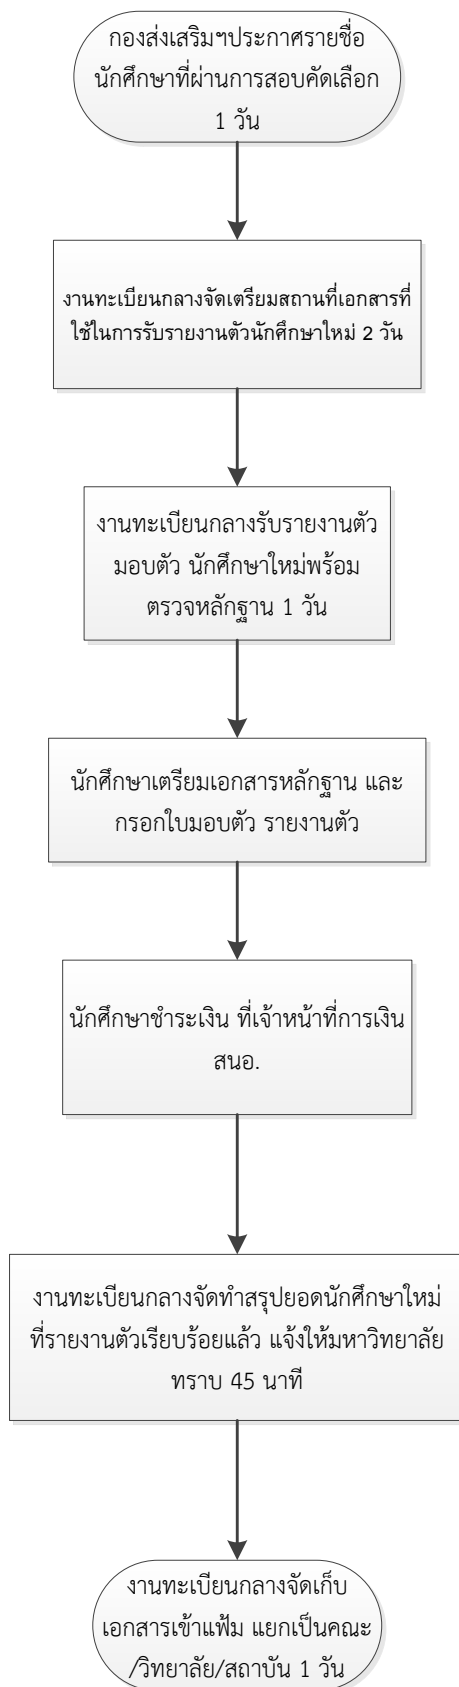 กองส่งเสริมฯประกาศรายชื่อ
นักศึกษาที่ผ่านการสอบคัดเลือก
1 วัน
งานทะเบียนกลางจัดเตรียมสถานที่เอกสารที่
ใช้ในการรับรายงานตัวนักศึกษาใหม่ 2 วัน
งานทะเบียนกลางรับรายงานตัว
มอบตัว นักศึกษาใหม่พร้อม
ตรวจหลักฐาน 1 วัน
นักศึกษาเตรียมเอกสารหลักฐาน และ
กรอกใบมอบตัว รายงานตัว
นักศึกษาชำระเงิน ที่เจ้าหน้าที่การเงิน
สนอ.
งานทะเบียนกลางจัดทำสรุปยอดนักศึกษาใหม่
ที่รายงานตัวเรียบร้อยแล้ว แจ้งให้มหาวิทยาลัย
ทราบ 45 นาที
งานทะเบียนกลางจัดเก็บ
เอกสารเข้าแฟ้ม แยกเป็นคณะ
/วิทยาลัย/สถาบัน 1 วัน